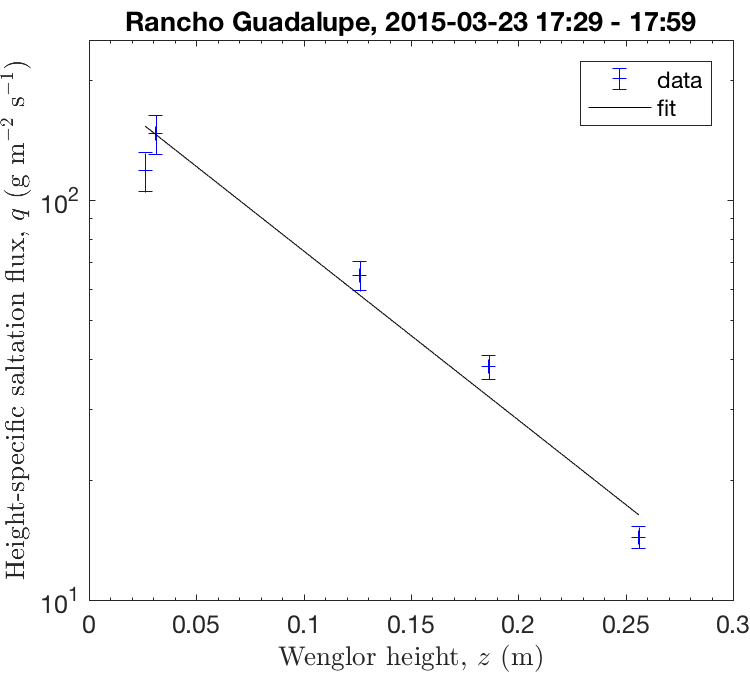 Rancho Guadalupe, 2015-03-23 17:29 - 17:59
data
fit
Height-specific saltation flux, q (g m⁻² s⁻¹)
10²
10¹
0 0.05 0.1 0.15 0.2 0.25 0.3
Wenglor height, z (m)